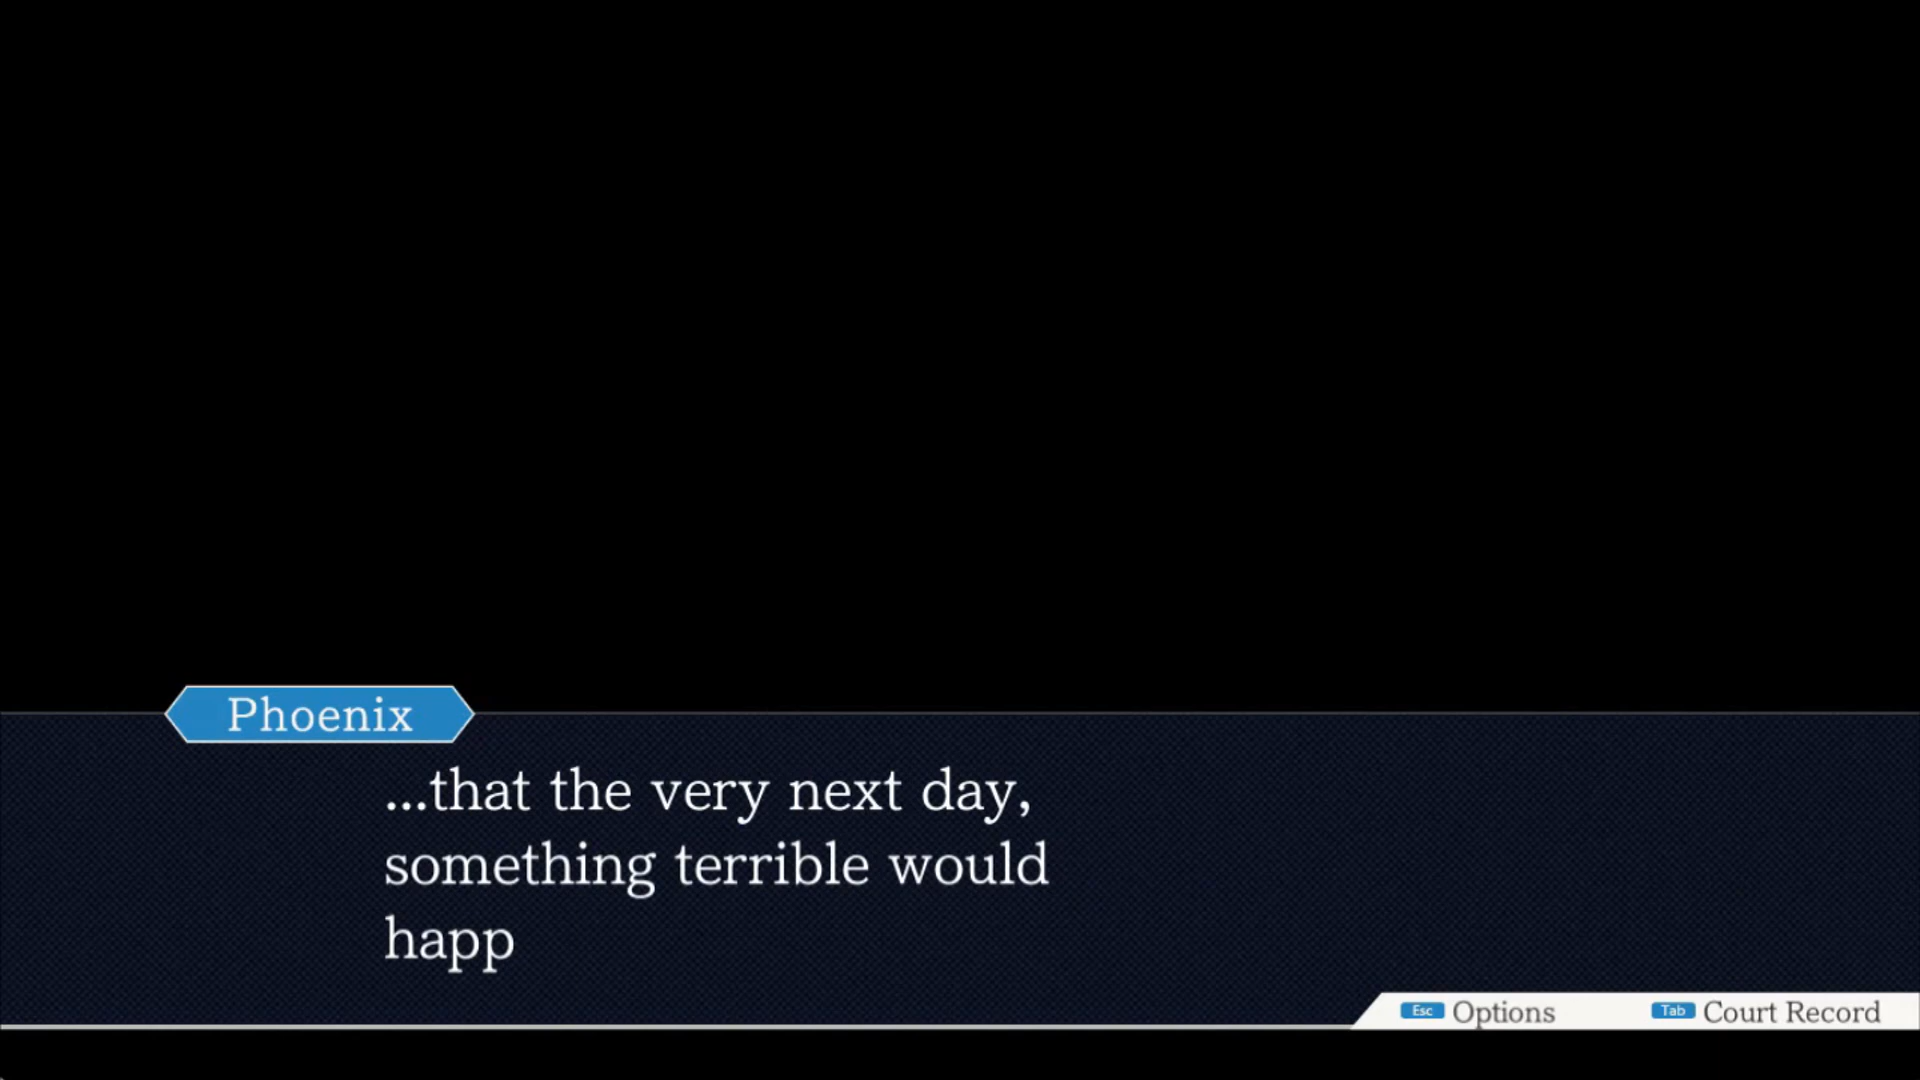 Phoenix
...that the very next day,
something terrible would
happ
Esc Options Tab Court Record